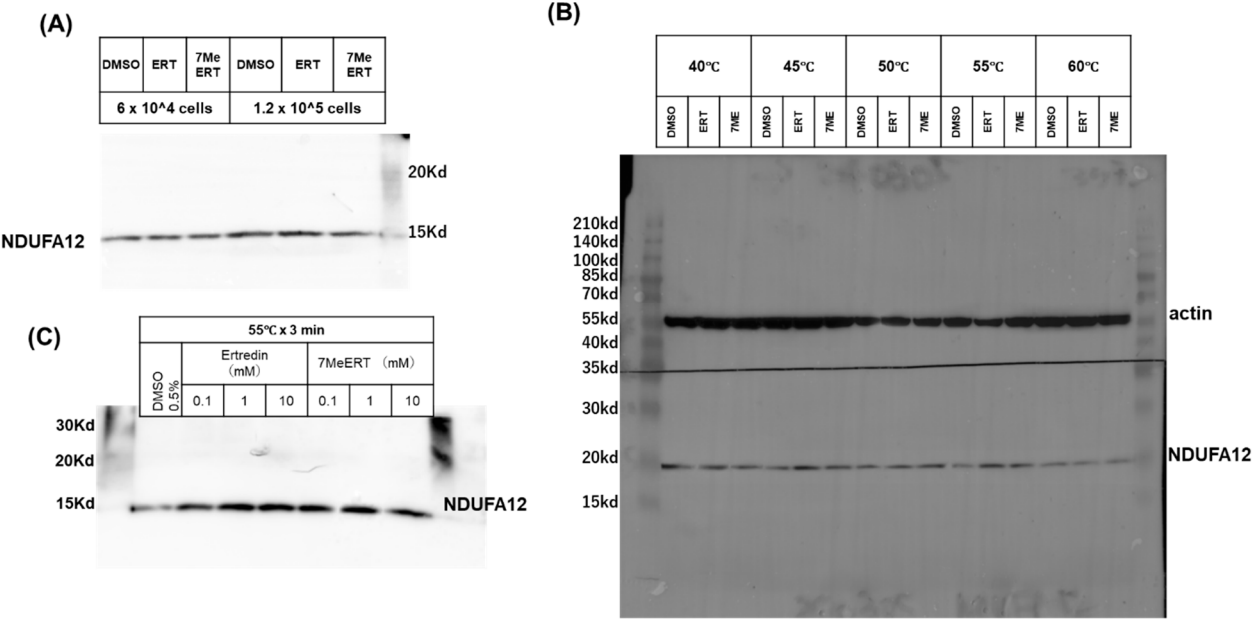 (A)
DMSO ERT 7Me ERT DMSO ERT 7Me ERT
6 x 10^4 cells 1.2 x 10^5 cells
20Kd
15Kd
NDUFA12
(B)
40℃ 45℃ 50℃ 55℃ 60℃
DMSO ERT 7ME DMSO ERT 7ME DMSO ERT 7ME DMSO ERT 7ME DMSO ERT 7ME
210kd
140kd
100kd
85kd
70kd
55kd
40kd
35kd
30kd
20kd
15kd
actin
NDUFA12
(C)
55℃ x 3 min
DMSO 0.5%
Ertredin (mM)
7MeERT (mM)
0.1 1 10 0.1 1 10
30Kd
20Kd
15Kd
NDUFA12